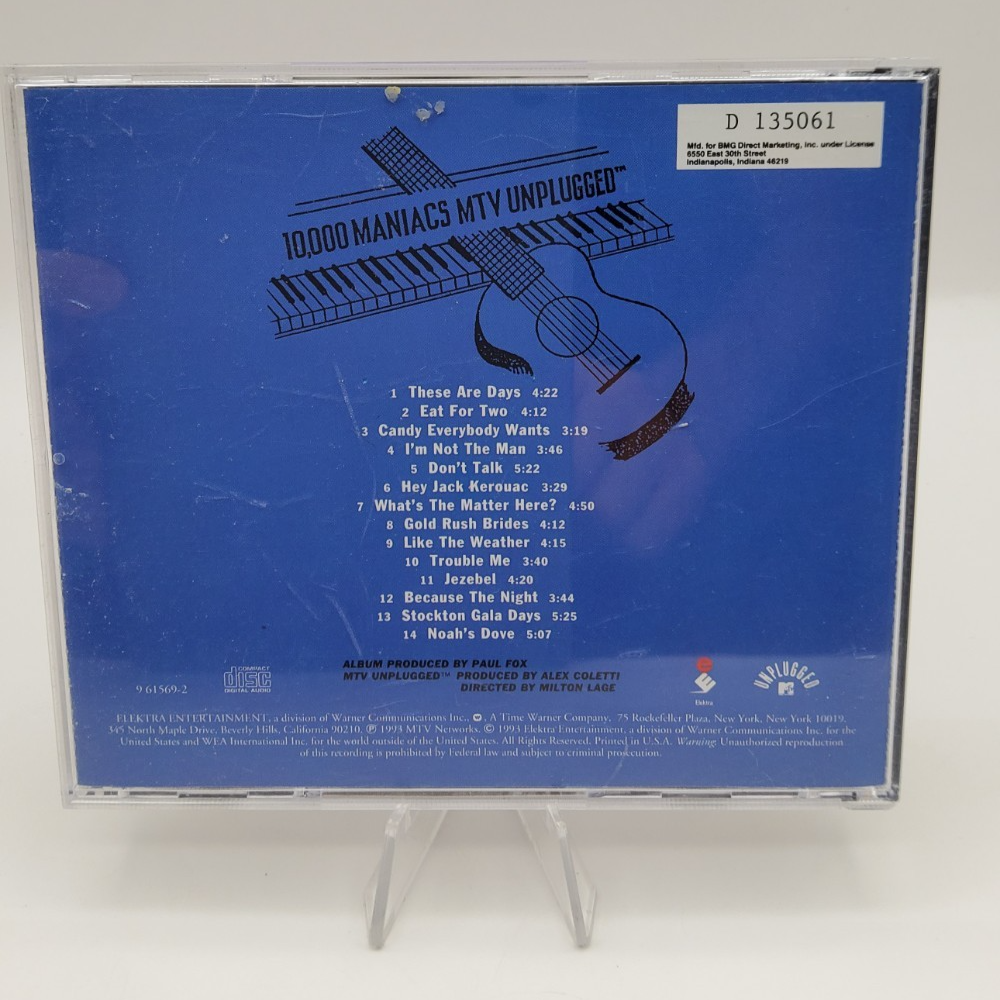 D 135061
Mfd. for BMG Direct Marketing, Inc. under License
6550 East 30th Street
Indianapolis, Indiana 46219
10,000 MANIACS MTV UNPLUGGED™
1 These Are Days 4:22
2 Eat For Two 4:12
3 Candy Everybody Wants 3:19
4 I'm Not The Man 3:46
5 Don't Talk 5:22
6 Hey Jack Kerouac 3:29
7 What's The Matter Here? 4:50
8 Gold Rush Brides 4:12
9 Like The Weather 4:15
10 Trouble Me 3:40
11 Jezebel 4:20
12 Because The Night 3:44
13 Stockton Gala Days 5:25
14 Noah's Dove 5:07
ALBUM PRODUCED BY PAUL FOX
MTV UNPLUGGED™ PRODUCED BY ALEX COLETTI
DIRECTED BY MILTON LAGE
9 61569-2
COMPACT
disc
DIGITAL AUDIO
Elektra
UNPLUGGED
ELEKTRA ENTERTAINMENT, a division of Warner Communications Inc., A Time Warner Company. 75 Rockefeller Plaza, New York, New York 10019,
345 North Maple Drive, Beverly Hills, California 90210. ℗ 1993 MTV Networks. © 1993 Elektra Entertainment, a division of Warner Communications Inc. for the
United States and WEA International Inc. for the world outside of the United States. All Rights Reserved. Printed in U.S.A. Warning: Unauthorized reproduction
of this recording is prohibited by Federal law and subject to criminal prosecution.